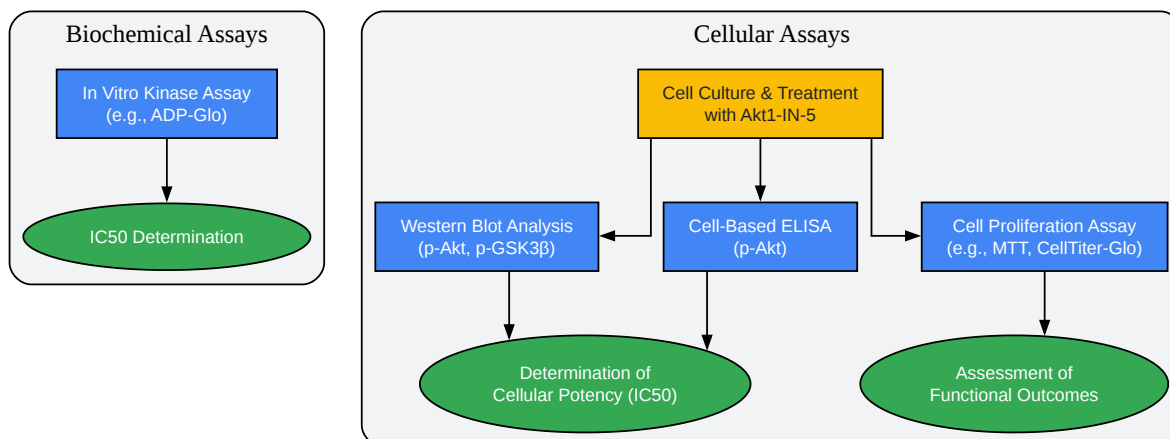 Biochemical Assays
In Vitro Kinase Assay
(e.g., ADP-Glo)
IC50 Determination
Cellular Assays
Cell Culture & Treatment
with Akt1-IN-5
Western Blot Analysis
(p-Akt, p-GSK3β)
Cell-Based ELISA
(p-Akt)
Cell Proliferation Assay
(e.g., MTT, CellTiter-Glo)
Determination of
Cellular Potency (IC50)
Assessment of
Functional Outcomes